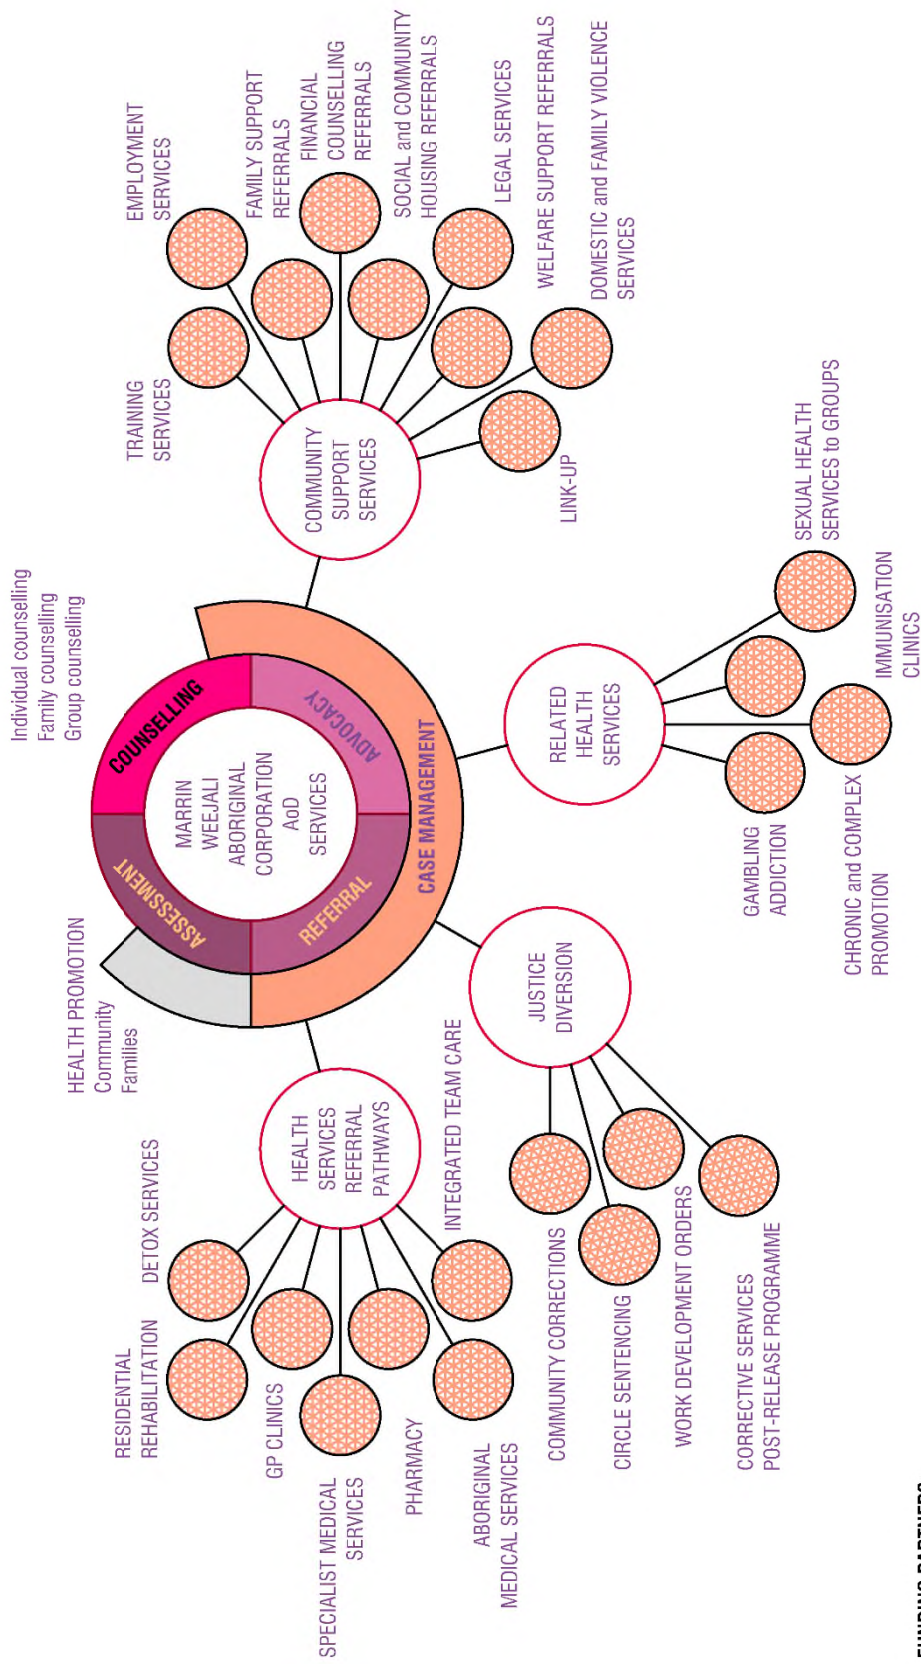 Individual counselling
Family counselling
Group counselling
HEALTH PROMOTION
Community
Families
COUNSELLING
ASSESSMENT
ADVOCACY
REFERRAL
MARRIN
WEEJALI
ABORIGINAL
CORPORATION
AoD
SERVICES
CASE MANAGEMENT
HEALTH
SERVICES
REFERRAL
PATHWAYS
DETOX SERVICES
RESIDENTIAL
REHABILITATION
GP CLINICS
SPECIALIST MEDICAL
SERVICES
PHARMACY
ABORIGINAL
MEDICAL SERVICES
INTEGRATED TEAM CARE
JUSTICE
DIVERSION
COMMUNITY CORRECTIONS
CIRCLE SENTENCING
WORK DEVELOPMENT ORDERS
CORRECTIVE SERVICES
POST-RELEASE PROGRAMME
RELATED
HEALTH
SERVICES
GAMBLING
ADDICTION
CHRONIC and COMPLEX
PROMOTION
IMMUNISATION
CLINICS
SEXUAL HEALTH
SERVICES to GROUPS
COMMUNITY
SUPPORT
SERVICES
TRAINING
SERVICES
EMPLOYMENT
SERVICES
FAMILY SUPPORT
REFERRALS
FINANCIAL
COUNSELLING
REFERRALS
SOCIAL and COMMUNITY
HOUSING REFERRALS
LEGAL SERVICES
WELFARE SUPPORT REFERRALS
DOMESTIC and FAMILY VIOLENCE
SERVICES
LINK-UP
FUNDING PARTNERS